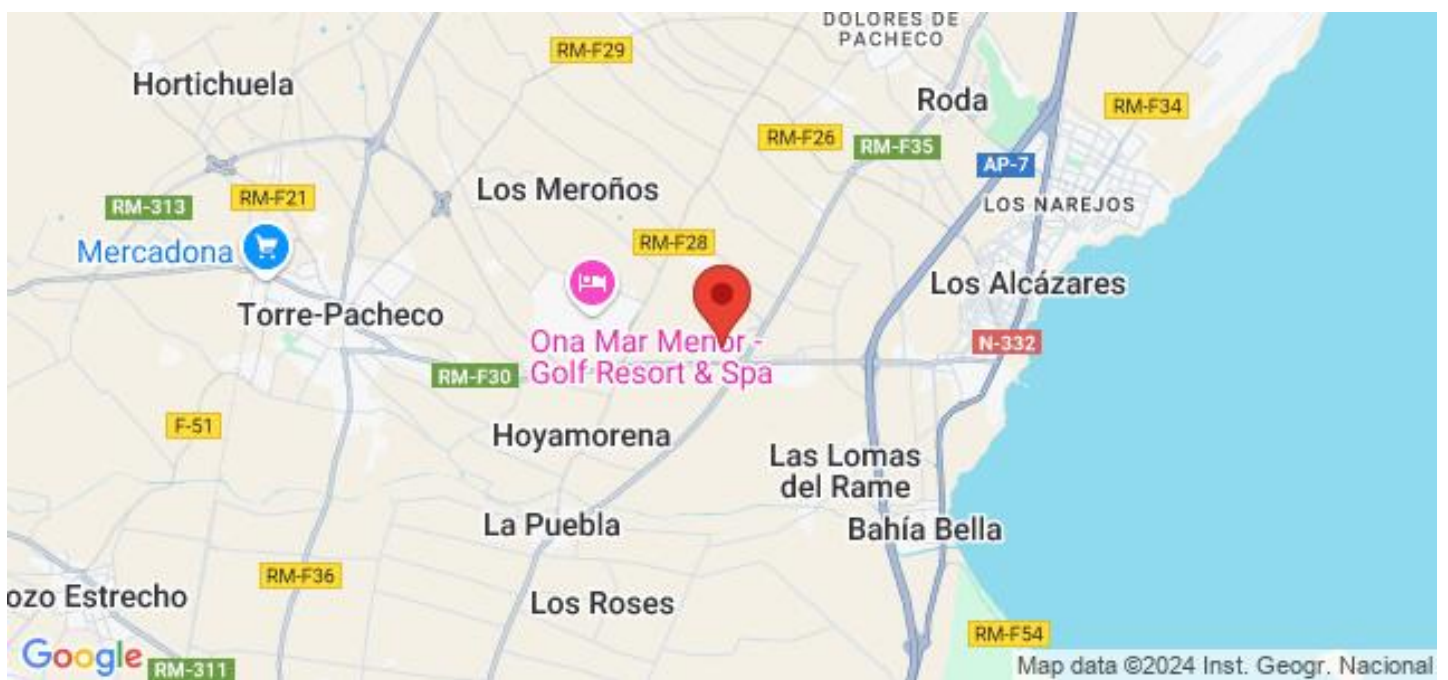 DOLORES DE
PACHECO
RM-F29
Hortichuela
Roda
RM-F34
RM-F26
RM-F35
AP-7
Los Meroños
RM-F21
RM-313
LOS NAREJOS
Mercadona
RM-F28
Los Alcázares
Torre-Pacheco
Ona Mar Menor -
Golf Resort & Spa
N-332
RM-F30
F-51
Hoyamorena
Las Lomas
del Rame
La Puebla
Bahía Bella
RM-F36
ozo Estrecho
Los Roses
RM-F54
Google
RM-311
Map data ©2024 Inst. Geogr. Nacional